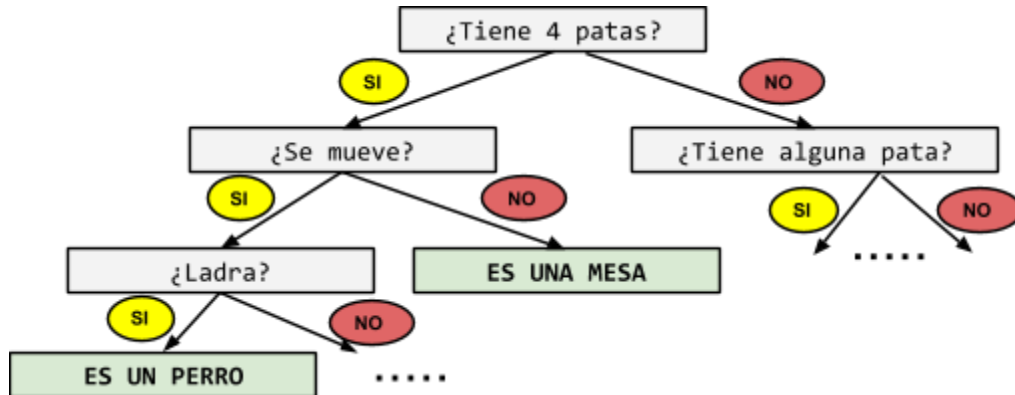 ¿Tiene 4 patas?
SI
NO
¿Se mueve?
¿Tiene alguna pata?
SI
NO
SI
NO
¿Ladra?
ES UNA MESA
.....
SI
NO
ES UN PERRO
.....